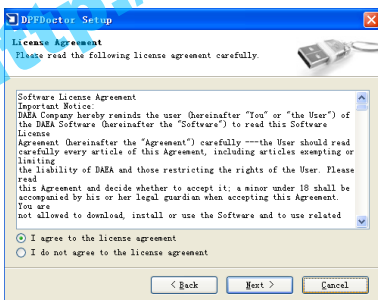 DPFDoctor Setup
License Agreement
Please read the following license agreement carefully.
Software License Agreement
Important Notice:
DAEA Company hereby reminds the user (hereinafter "You" or "the User") of
the DAEA Software (hereinafter the "Software") to read this Software
License
Agreement (hereinafter the "Agreement") carefully ---the User should read
carefully every article of this Agreement, including articles exempting or
limiting
the liability of DAEA and those restricting the rights of the User. Please
read
this Agreement and decide whether to accept it; a minor under 18 shall be
accompanied by his or her legal guardian when accepting this Agreement.
You are
not allowed to download, install or use the Software and to use related
I agree to the license agreement
I do not agree to the license agreement
< Back
Next >
Cancel